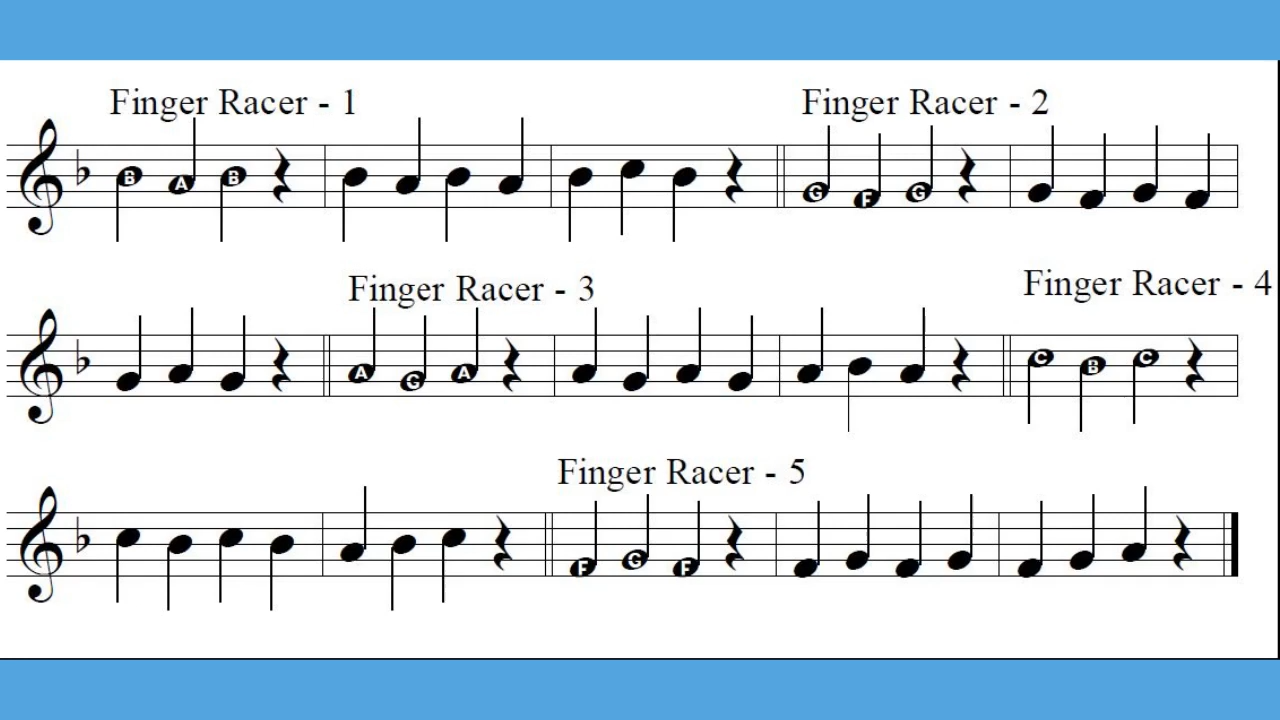 Finger Racer - 1
Finger Racer - 2
B A B G F G
Finger Racer - 3
Finger Racer - 4
A G A C B C
Finger Racer - 5
F G F